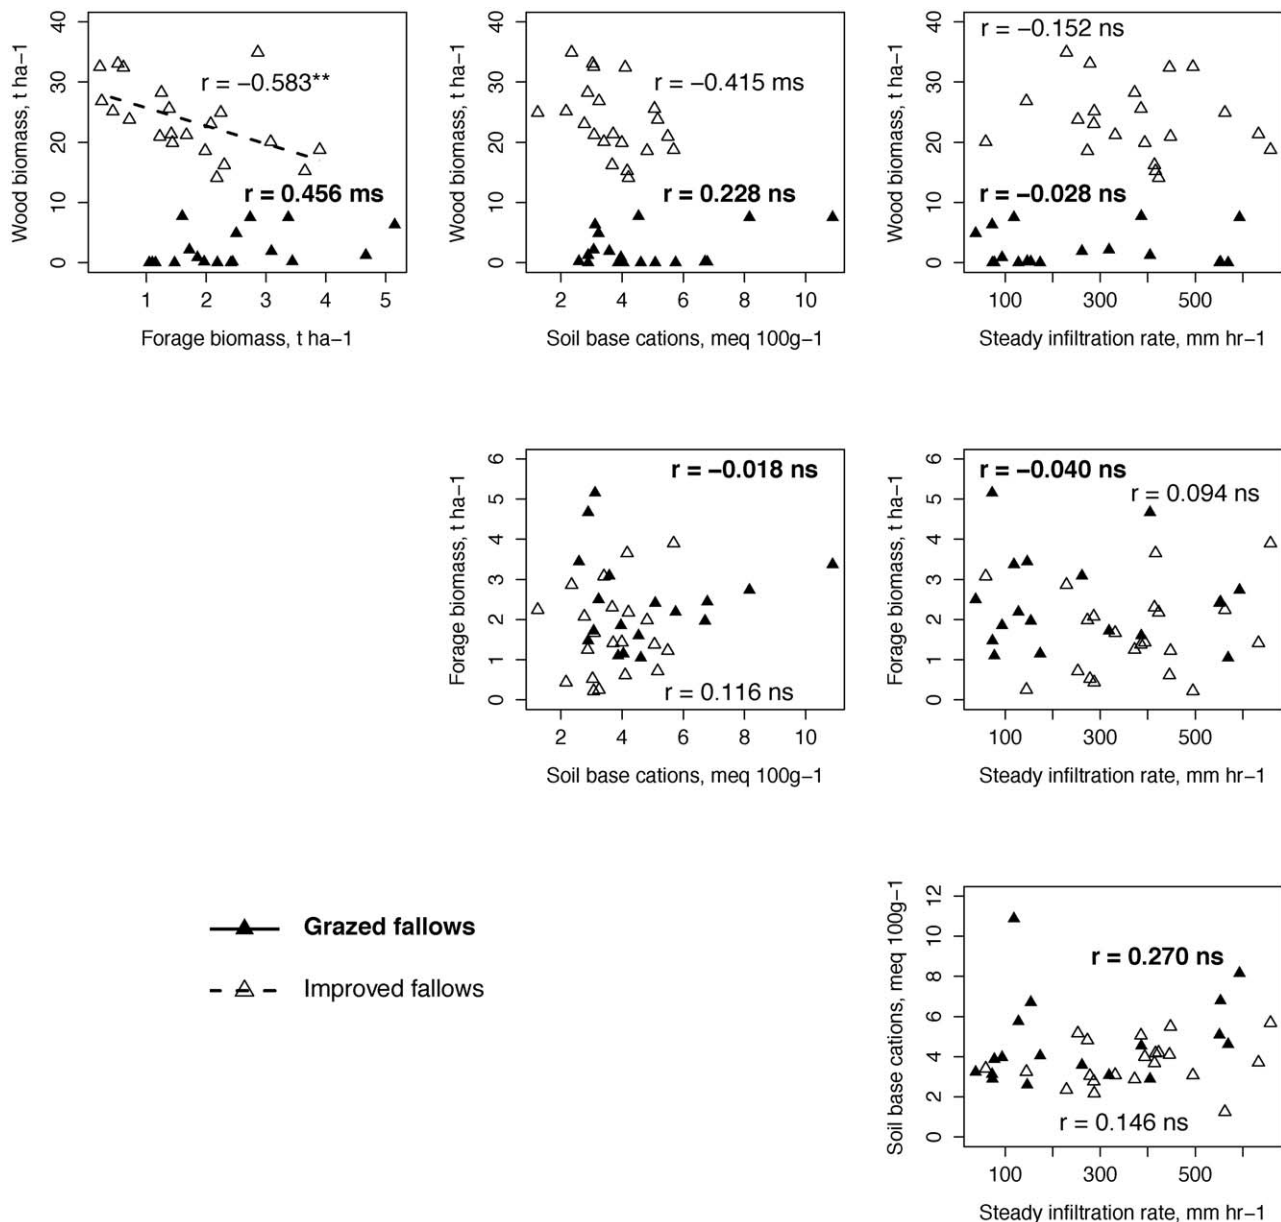 Wood biomass, t ha−1
0 10 20 30 40
r = −0.583**
r = 0.456 ms
1 2 3 4 5
Forage biomass, t ha−1
Wood biomass, t ha−1
0 10 20 30 40
r = −0.415 ms
r = 0.228 ns
2 4 6 8 10
Soil base cations, meq 100g−1
Wood biomass, t ha−1
0 10 20 30 40
r = −0.152 ns
r = −0.028 ns
100 300 500
Steady infiltration rate, mm hr−1
Forage biomass, t ha−1
0 1 2 3 4 5 6
r = −0.018 ns
r = 0.116 ns
2 4 6 8 10
Soil base cations, meq 100g−1
Forage biomass, t ha−1
0 1 2 3 4 5 6
r = −0.040 ns
r = 0.094 ns
100 300 500
Steady infiltration rate, mm hr−1
Grazed fallows
Improved fallows
Soil base cations, meq 100g−1
0 2 4 6 8 10 12
r = 0.270 ns
r = 0.146 ns
100 300 500
Steady infiltration rate, mm hr−1